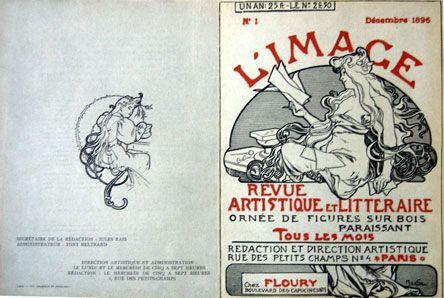 SECRÉTAIRE DE LA RÉDACTION : JULES RAIS
ADMINISTRATEUR : TONY BELTRAND
DIRECTION ARTISTIQUE ET ADMINISTRATION :
LE LUNDI ET LE MERCREDI DE CINQ A SEPT HEURES
RÉDACTION : LE MERCREDI DE CINQ A SEPT HEURES
4, RUE DES PETITS-CHAMPS
UN AN: 25 fr - LE Nº 2f50
Nº 1
Décembre 1896
L'IMAGE
REVUE
ARTISTIQUE ET LITTERAIRE
ORNÉE DE FIGURES SUR BOIS
PARAISSANT
TOUS LES MOIS
REDACTION ET DIRECTION ARTISTIQUE
RUE DES PETITS CHAMPS Nº 4 PARIS
Chez FLOURY
BOULEVARD DES CAPUCINES Nº1